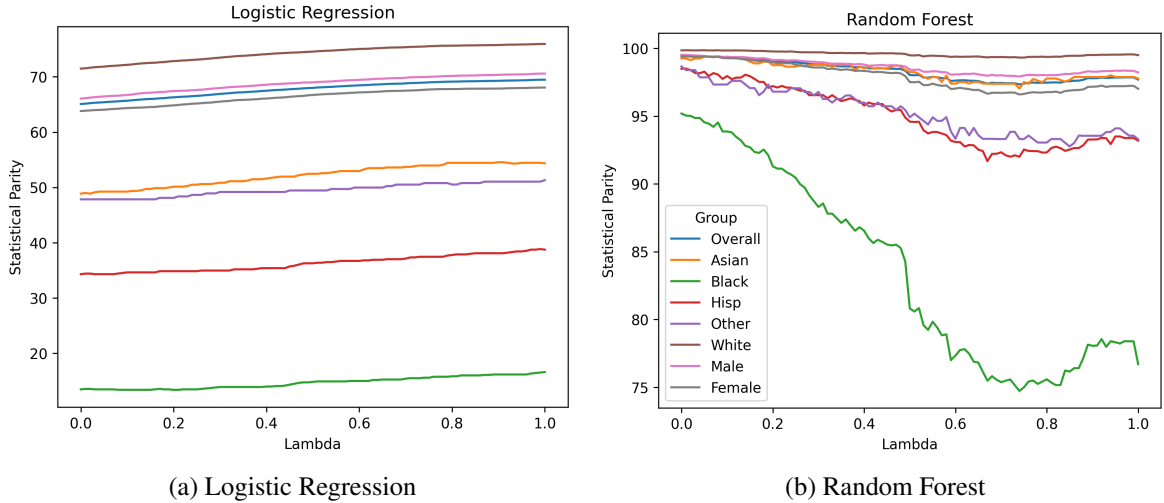 Logistic Regression
Statistical Parity
70
60
50
40
30
20
0.0 0.2 0.4 0.6 0.8 1.0
Lambda
(a) Logistic Regression
Random Forest
Statistical Parity
100
95
90
85
80
75
Group
Overall
Asian
Black
Hisp
Other
White
Male
Female
0.0 0.2 0.4 0.6 0.8 1.0
Lambda
(b) Random Forest